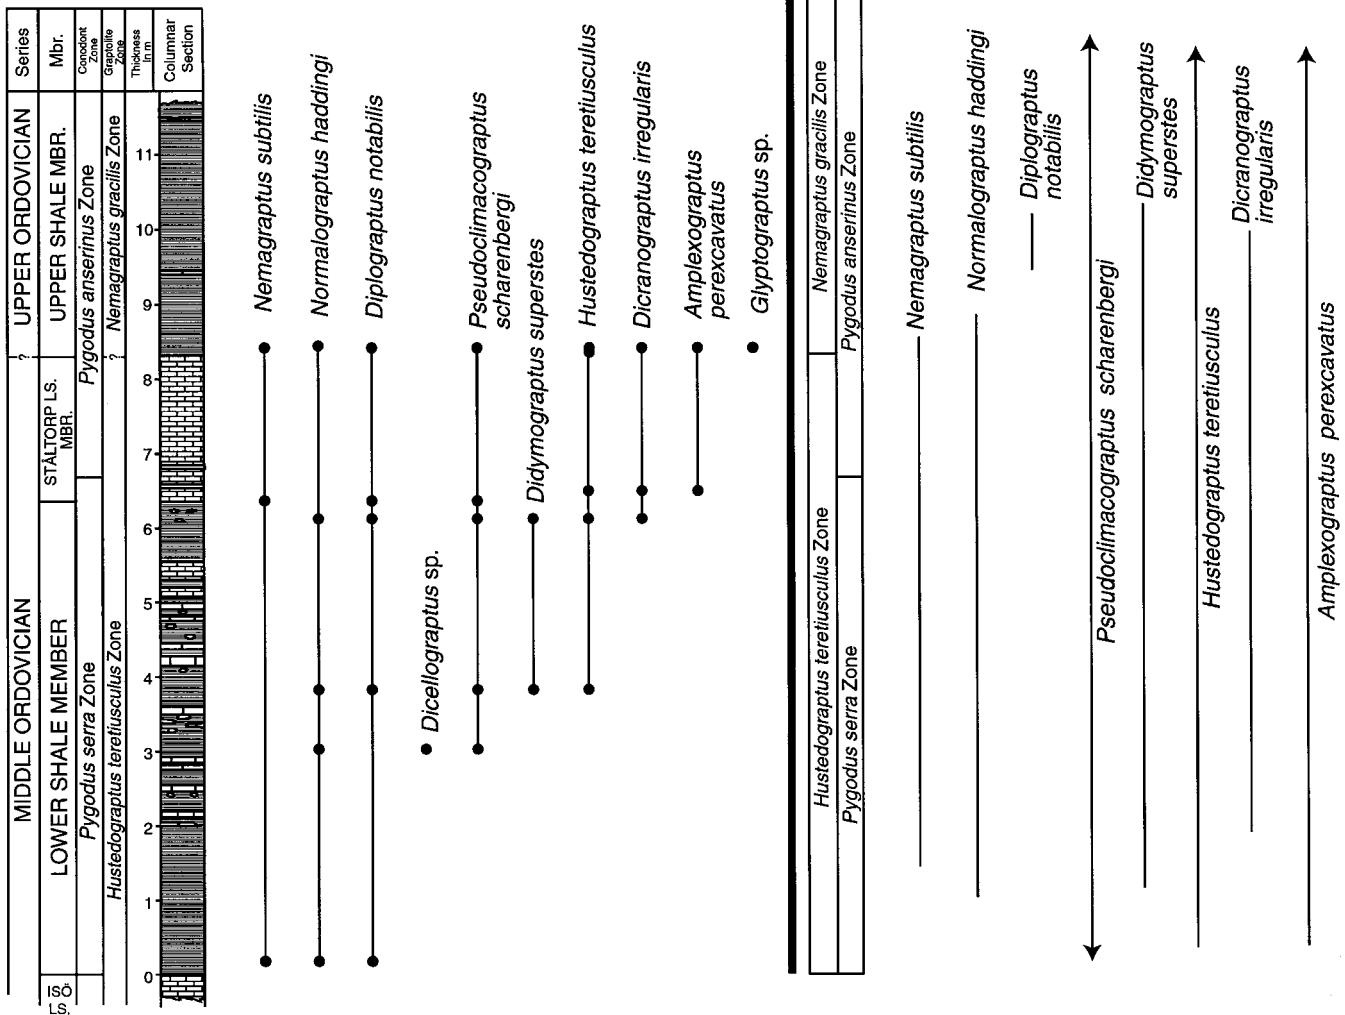 Series
Mbr.
Conodont
Zone
Graptolite
Zone
Thickness
In m
Columnar
Section
UPPER ORDOVICIAN
?
MIDDLE ORDOVICIAN
UPPER SHALE MBR.
STÅLTORP LS.
MBR.
LOWER SHALE MEMBER
ISÖ
LS.
Pygodus anserinus Zone
Pygodus serra Zone
Nemagraptus gracilis Zone
?
Hustedograptus teretiusculus Zone
11
10
9
8
7
6
5
4
3
2
1
0
Nemagraptus subtilis
Normalograptus haddingi
Diplograptus notabilis
Dicellograptus sp.
Pseudoclimacograptus
scharenbergi
Didymograptus superstes
Hustedograptus teretiusculus
Dicranograptus irregularis
Amplexograptus
perexcavatus
Glyptograptus sp.
Nemagraptus gracilis Zone
Hustedograptus teretiusculus Zone
Pygodus anserinus Zone
Pygodus serra Zone
Nemagraptus subtilis
Normalograptus haddingi
Diplograptus
notabilis
Pseudoclimacograptus scharenbergi
Didymograptus
superstes
Hustedograptus teretiusculus
Dicranograptus
irregularis
Amplexograptus perexcavatus